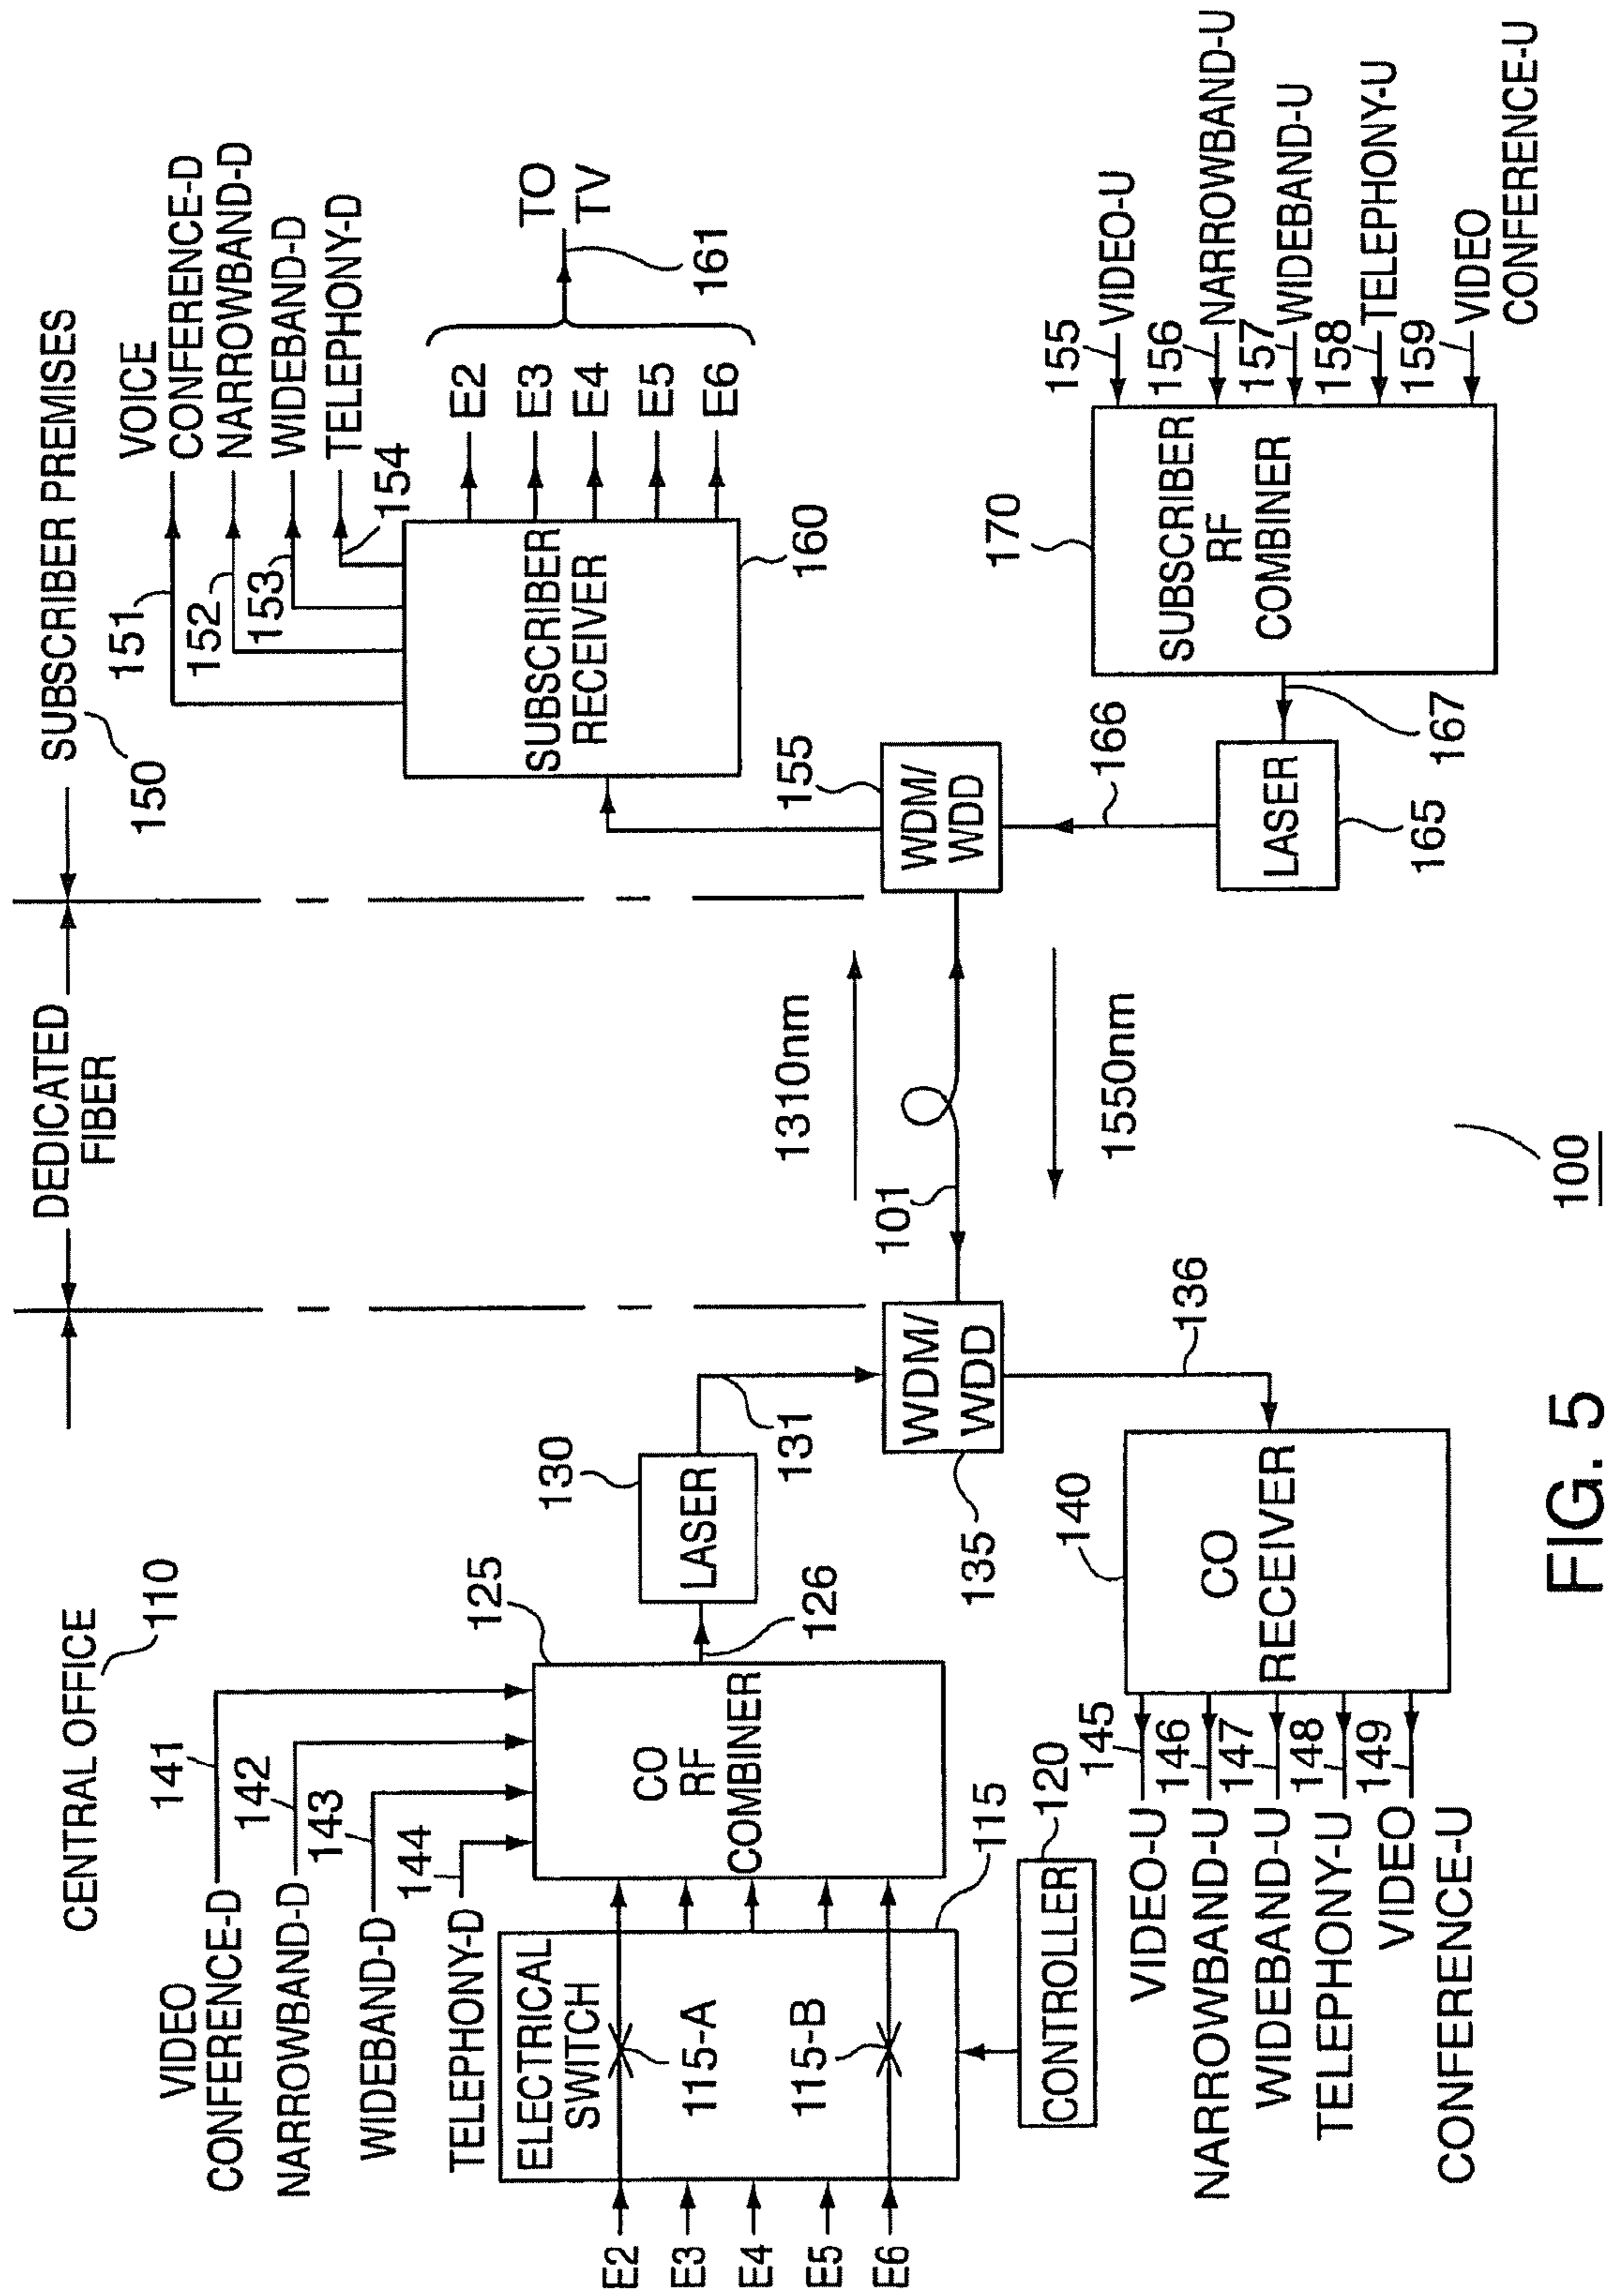 CENTRAL OFFICE
110
DEDICATED
FIBER
SUBSCRIBER PREMISES
150
VIDEO
CONFERENCE-D
141
NARROWBAND-D
142
WIDEBAND-D
143
TELEPHONY-D
144
ELECTRICAL
SWITCH
115-A
115-B
115
E2
E3
E4
E5
E6
CONTROLLER
120
CO
RF
COMBINER
125
126
LASER
130
131
WDM/
WDD
135
136
CO
RECEIVER
140
145
VIDEO-U
146
NARROWBAND-U
147
WIDEBAND-U
148
TELEPHONY-U
149
VIDEO
CONFERENCE-U
101
1310nm
1550nm
WDM/
WDD
155
SUBSCRIBER
RECEIVER
160
VOICE
CONFERENCE-D
151
NARROWBAND-D
152
WIDEBAND-D
153
TELEPHONY-D
154
E2
E3
E4
E5
E6
TO
TV
161
LASER
165
166
167
SUBSCRIBER
RF
COMBINER
170
155
VIDEO-U
156
NARROWBAND-U
157
WIDEBAND-U
158
TELEPHONY-U
159
VIDEO
CONFERENCE-U
100
FIG. 5